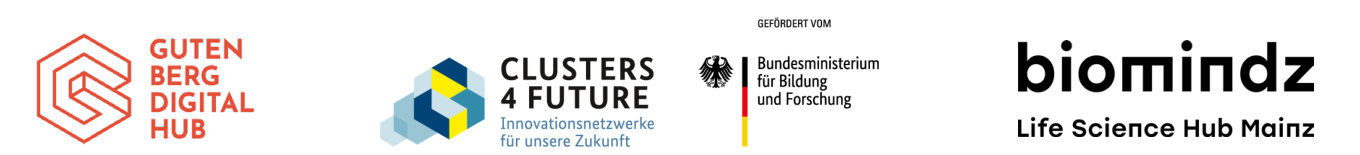 GUTEN
BERG
DIGITAL
HUB
CLUSTERS
4 FUTURE
Innovationsnetzwerke
für unsere Zukunft
GEFÖRDERT VOM
Bundesministerium
für Bildung
und Forschung
biomindz
Life Science Hub Mainz